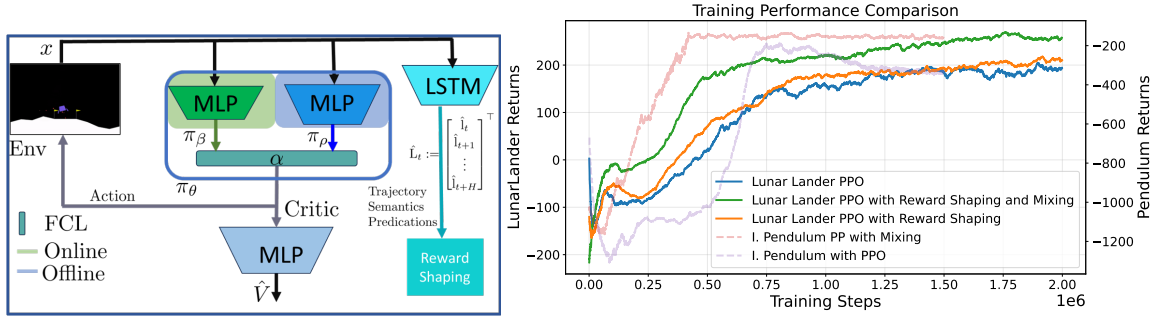 x
Env
Action
MLP
MLP
π_β
π_ρ
α
π_θ
Critic
MLP
V̂
LSTM
L̂_t := [l̂_t l̂_{t+1} ⋮ l̂_{t+H}]^⊤
Trajectory
Semantics
Predications
Reward
Shaping
FCL
Online
Offline
Training Performance Comparison
LunarLander Returns
200
100
0
−100
−200
Lunar Lander PPO
Lunar Lander PPO with Reward Shaping and Mixing
Lunar Lander PPO with Reward Shaping
I. Pendulum PP with Mixing
I. Pendulum with PPO
−200
−400
−600
−800
−1000
−1200
Pendulum Returns
0.00 0.25 0.50 0.75 1.00 1.25 1.50 1.75 2.00
Training Steps
1e6